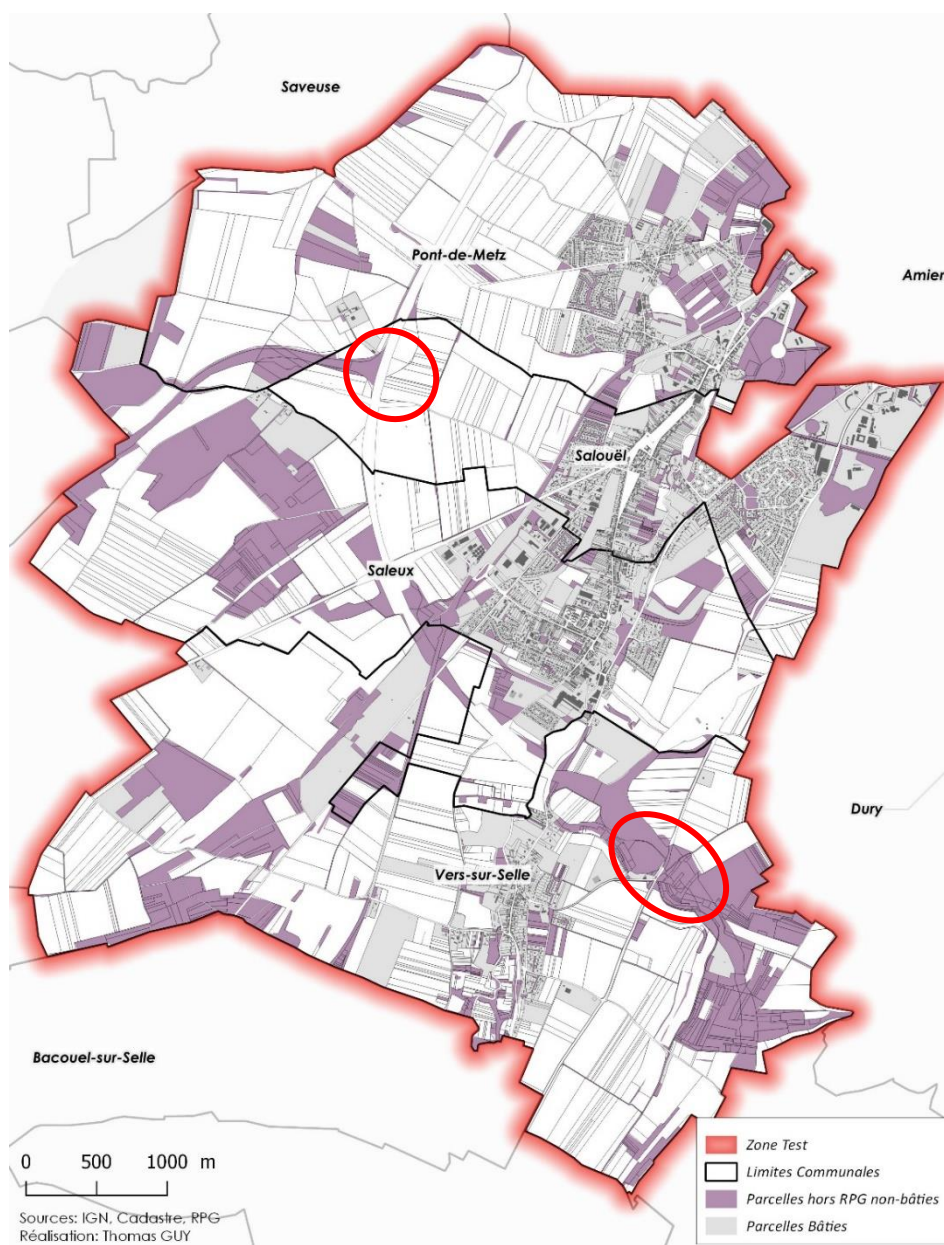 Saveuse
Pont-de-Metz
Amien
Salouël
Saleux
Dury
Vers-sur-Selle
Bacouel-sur-Selle
0 500 1000 m
Sources: IGN, Cadastre, RPG
Réalisation: Thomas GUY
Zone Test
Limites Communales
Parcelles hors RPG non-bâties
Parcelles Bâties